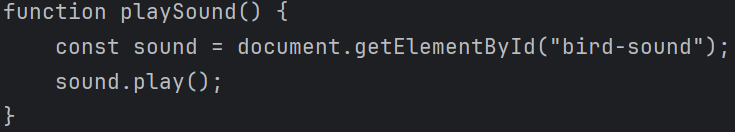 function playSound() {
    const sound = document.getElementById("bird-sound");
    sound.play();
}